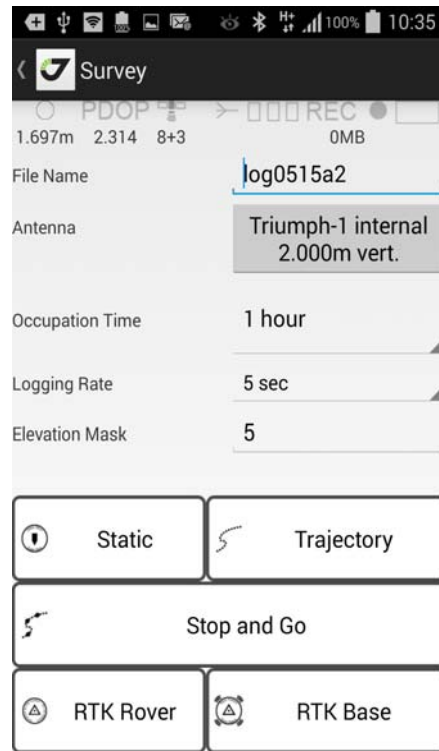 H+ 100% 10:35
Survey
PDOP REC
1.697m 2.314 8+3 0MB
File Name log0515a2
Antenna Triumph-1 internal
2.000m vert.
Occupation Time 1 hour
Logging Rate 5 sec
Elevation Mask 5
Static Trajectory
Stop and Go
RTK Rover RTK Base